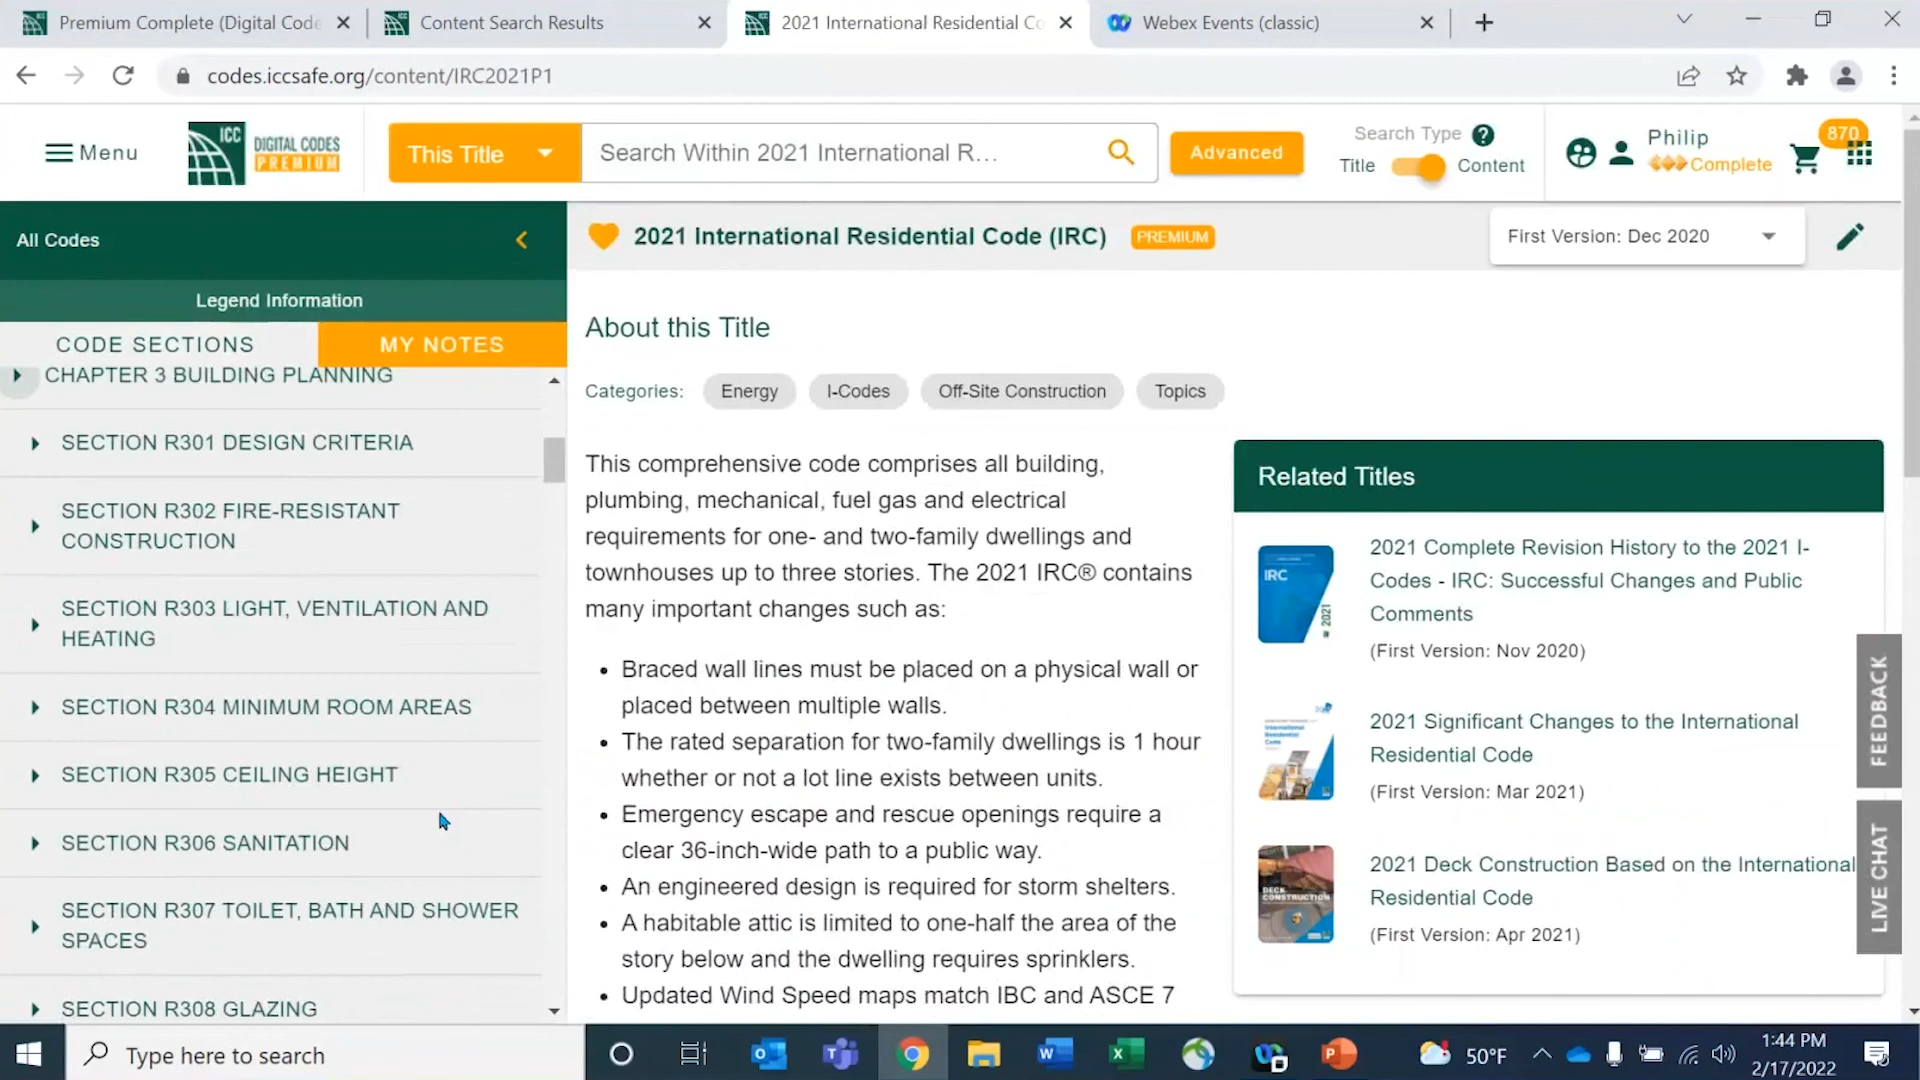 Premium Complete (Digital Code
Content Search Results
2021 International Residential Co
Webex Events (classic)
codes.iccsafe.org/content/IRC2021P1
Menu
ICC
DIGITAL CODES
PREMIUM
This Title
Search Within 2021 International R...
Advanced
Search Type ?
Title
Content
Philip
Complete
870
All Codes
Legend Information
CODE SECTIONS
MY NOTES
CHAPTER 3 BUILDING PLANNING
SECTION R301 DESIGN CRITERIA
SECTION R302 FIRE-RESISTANT
CONSTRUCTION
SECTION R303 LIGHT, VENTILATION AND
HEATING
SECTION R304 MINIMUM ROOM AREAS
SECTION R305 CEILING HEIGHT
SECTION R306 SANITATION
SECTION R307 TOILET, BATH AND SHOWER
SPACES
SECTION R308 GLAZING
2021 International Residential Code (IRC)
PREMIUM
First Version: Dec 2020
About this Title
Categories:
Energy
I-Codes
Off-Site Construction
Topics
This comprehensive code comprises all building,
plumbing, mechanical, fuel gas and electrical
requirements for one- and two-family dwellings and
townhouses up to three stories. The 2021 IRC® contains
many important changes such as:
• Braced wall lines must be placed on a physical wall or
placed between multiple walls.
• The rated separation for two-family dwellings is 1 hour
whether or not a lot line exists between units.
• Emergency escape and rescue openings require a
clear 36-inch-wide path to a public way.
• An engineered design is required for storm shelters.
• A habitable attic is limited to one-half the area of the
story below and the dwelling requires sprinklers.
• Updated Wind Speed maps match IBC and ASCE 7
Related Titles
IRC
2021
2021 Complete Revision History to the 2021 I-
Codes - IRC: Successful Changes and Public
Comments
(First Version: Nov 2020)
International
Residential
Code
2021 Significant Changes to the International
Residential Code
(First Version: Mar 2021)
DECK
CONSTRUCTION
2021 Deck Construction Based on the International
Residential Code
(First Version: Apr 2021)
FEEDBACK
LIVE CHAT
Type here to search
50°F
1:44 PM
2/17/2022